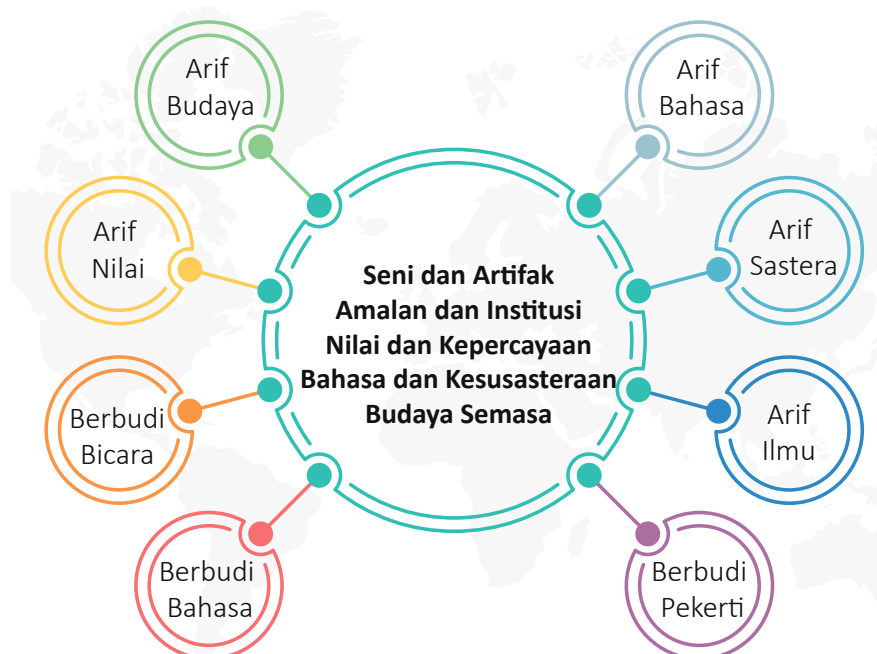 Arif
Budaya
Arif
Bahasa
Arif
Nilai
Arif
Sastera
Seni dan Artifak
Amalan dan Institusi
Nilai dan Kepercayaan
Bahasa dan Kesusasteraan
Budaya Semasa
Berbudi
Bicara
Arif
Ilmu
Berbudi
Bahasa
Berbudi
Pekerti